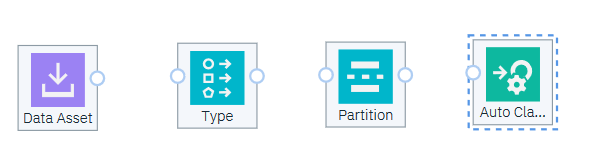 Data Asset
Type
Partition
Auto Cla...